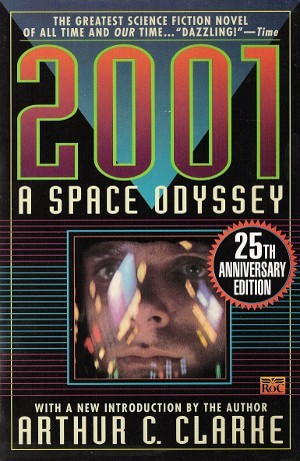 THE GREATEST SCIENCE FICTION NOVEL
OF ALL TIME AND OUR TIME..."DAZZLING!"—Time
2001
A SPACE ODYSSEY
25TH
ANNIVERSARY
EDITION
ROC
WITH A NEW INTRODUCTION BY THE AUTHOR
ARTHUR C. CLARKE